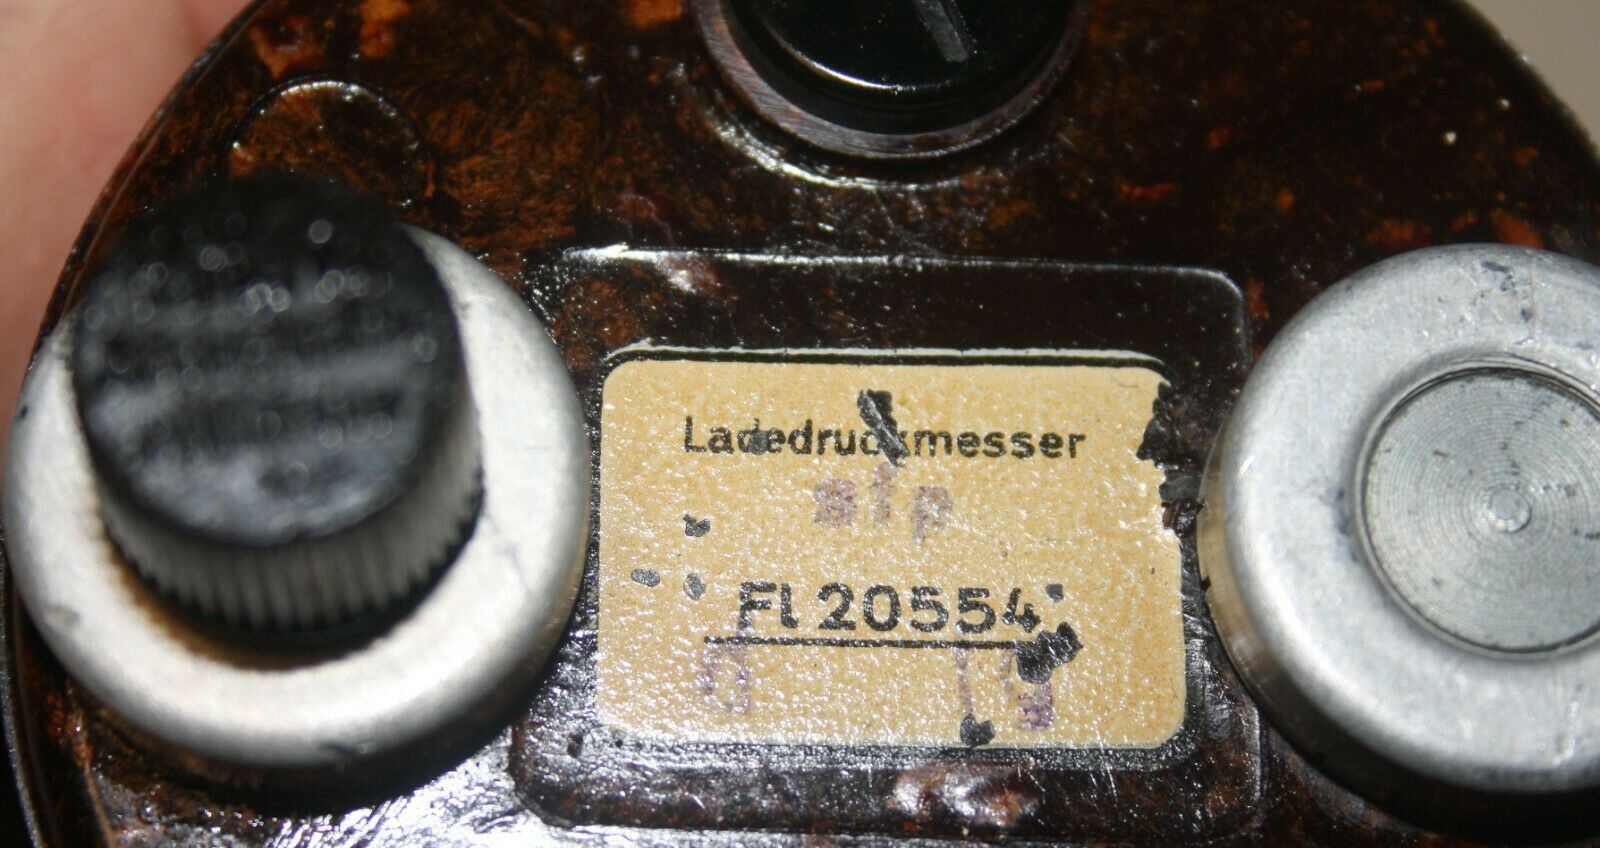 Ladedruckmesser
sfp
Fl 20554